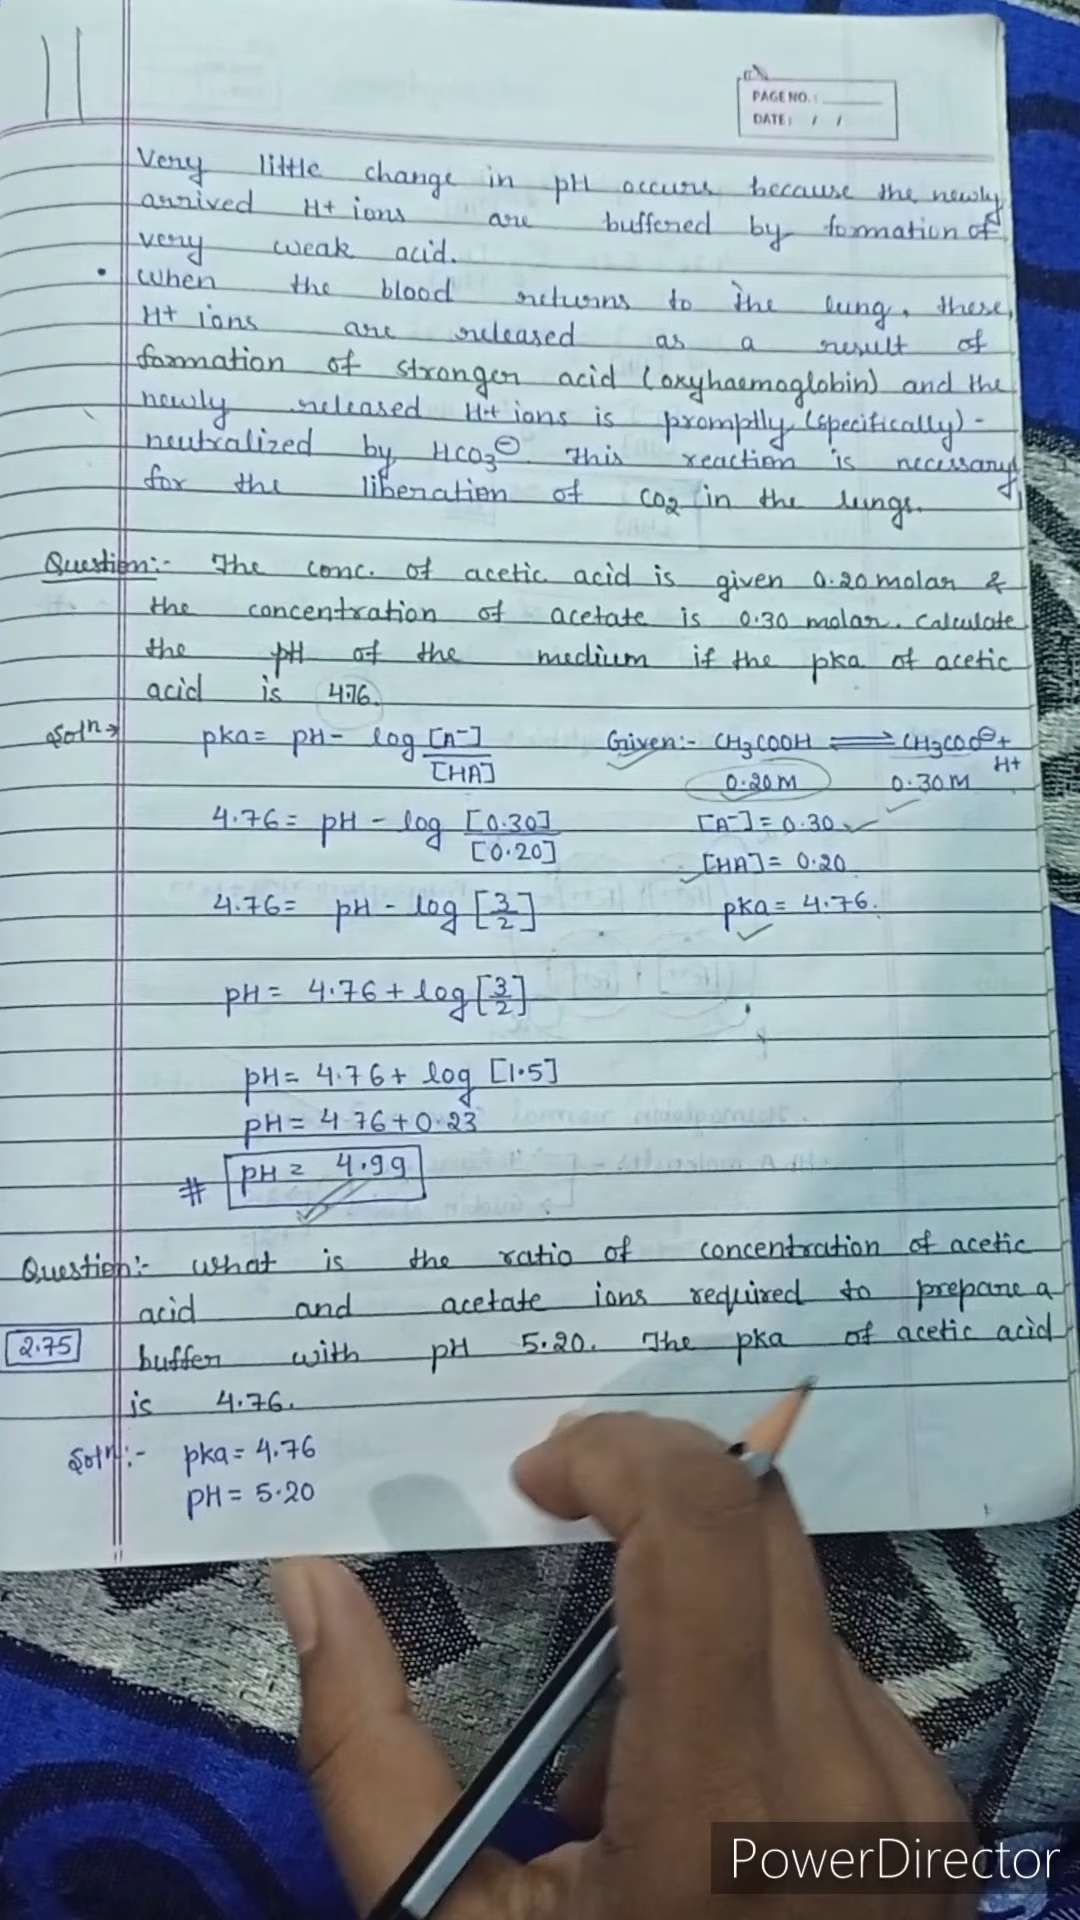 PAGE NO.:
DATE: / /
Very little change in pH occurs because the newly
arrived H+ ions are buffered by formation of
very weak acid.
• When the blood returns to the lung, these,
H+ ions are released as a result of
formation of stronger acid (oxyhaemoglobin) and the
newly released H+ ions is promptly (specifically) -
neutralized by HCO3⊖. This reaction is necessary
for the liberation of CO2 in the lungs.
Question:- The conc. of acetic acid is given 0.20 molar &
the concentration of acetate is 0.30 molar. Calculate
the pH of the medium if the pka of acetic
acid is 4.76.
Soln→ pka = pH - log [A-]/[HA] Given:- CH3COOH ⇌ CH3COO⊖ + H+
0.20M 0.30M
4.76 = pH - log [0.30]/[0.20] [A-] = 0.30
[HA] = 0.20
4.76 = pH - log [3/2] pka = 4.76.
pH = 4.76 + log [3/2]
pH = 4.76 + log [1.5]
pH = 4.76 + 0.23
# pH = 4.99
Question:- What is the ratio of concentration of acetic
acid and acetate ions required to prepare a
2.75 buffer with pH 5.20. The pka of acetic acid
is 4.76.
Soln:- pka = 4.76
pH = 5.20
PowerDirector